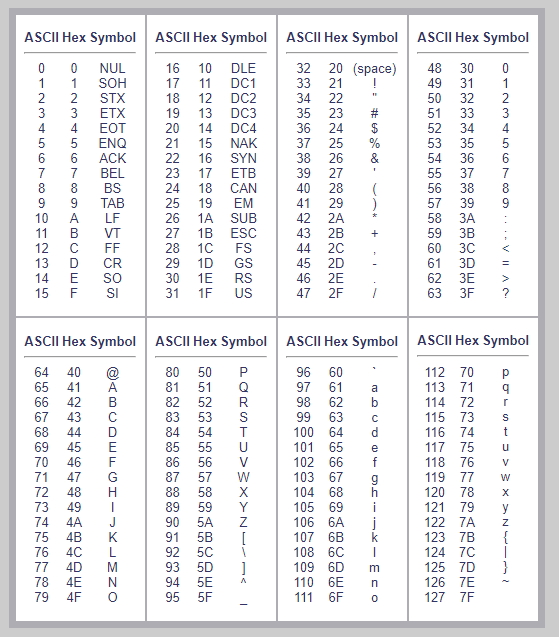 ASCII Hex Symbol
0 0 NUL
1 1 SOH
2 2 STX
3 3 ETX
4 4 EOT
5 5 ENQ
6 6 ACK
7 7 BEL
8 8 BS
9 9 TAB
10 A LF
11 B VT
12 C FF
13 D CR
14 E SO
15 F SI
ASCII Hex Symbol
16 10 DLE
17 11 DC1
18 12 DC2
19 13 DC3
20 14 DC4
21 15 NAK
22 16 SYN
23 17 ETB
24 18 CAN
25 19 EM
26 1A SUB
27 1B ESC
28 1C FS
29 1D GS
30 1E RS
31 1F US
ASCII Hex Symbol
32 20 (space)
33 21 !
34 22 "
35 23 #
36 24 $
37 25 %
38 26 &
39 27 '
40 28 (
41 29 )
42 2A *
43 2B +
44 2C ,
45 2D -
46 2E .
47 2F /
ASCII Hex Symbol
48 30 0
49 31 1
50 32 2
51 33 3
52 34 4
53 35 5
54 36 6
55 37 7
56 38 8
57 39 9
58 3A :
59 3B ;
60 3C <
61 3D =
62 3E >
63 3F ?
ASCII Hex Symbol
64 40 @
65 41 A
66 42 B
67 43 C
68 44 D
69 45 E
70 46 F
71 47 G
72 48 H
73 49 I
74 4A J
75 4B K
76 4C L
77 4D M
78 4E N
79 4F O
ASCII Hex Symbol
80 50 P
81 51 Q
82 52 R
83 53 S
84 54 T
85 55 U
86 56 V
87 57 W
88 58 X
89 59 Y
90 5A Z
91 5B [
92 5C \
93 5D ]
94 5E ^
95 5F _
ASCII Hex Symbol
96 60 `
97 61 a
98 62 b
99 63 c
100 64 d
101 65 e
102 66 f
103 67 g
104 68 h
105 69 i
106 6A j
107 6B k
108 6C l
109 6D m
110 6E n
111 6F o
ASCII Hex Symbol
112 70 p
113 71 q
114 72 r
115 73 s
116 74 t
117 75 u
118 76 v
119 77 w
120 78 x
121 79 y
122 7A z
123 7B {
124 7C |
125 7D }
126 7E ~
127 7F